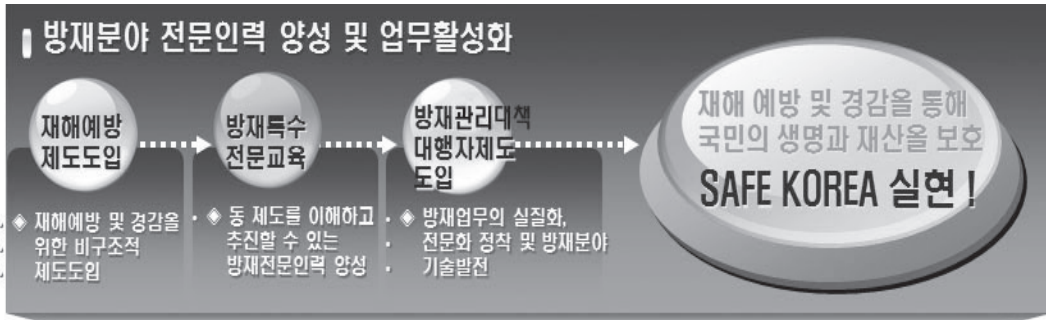 방재분야 전문인력 양성 및 업무활성화
재해예방
제도도입
방재특수
전문교육
방재관리대책
대행자제도
도입
◈ 재해예방 및 경감을
위한 비구조적
제도도입
◈ 동 제도를 이해하고
추진할 수 있는
방재전문인력 양성
◈ 방재업무의 실질화,
전문화 정착 및 방재분야
기술발전
재해 예방 및 경감을 통해
국민의 생명과 재산을 보호
SAFE KOREA 실현 !